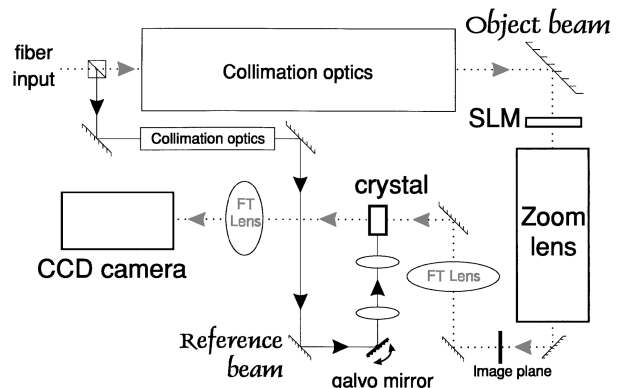 Object beam
fiber
input
Collimation optics
SLM
Collimation optics
crystal
Zoom
lens
FT
Lens
FT Lens
CCD camera
Reference
beam
Image plane
galvo mirror